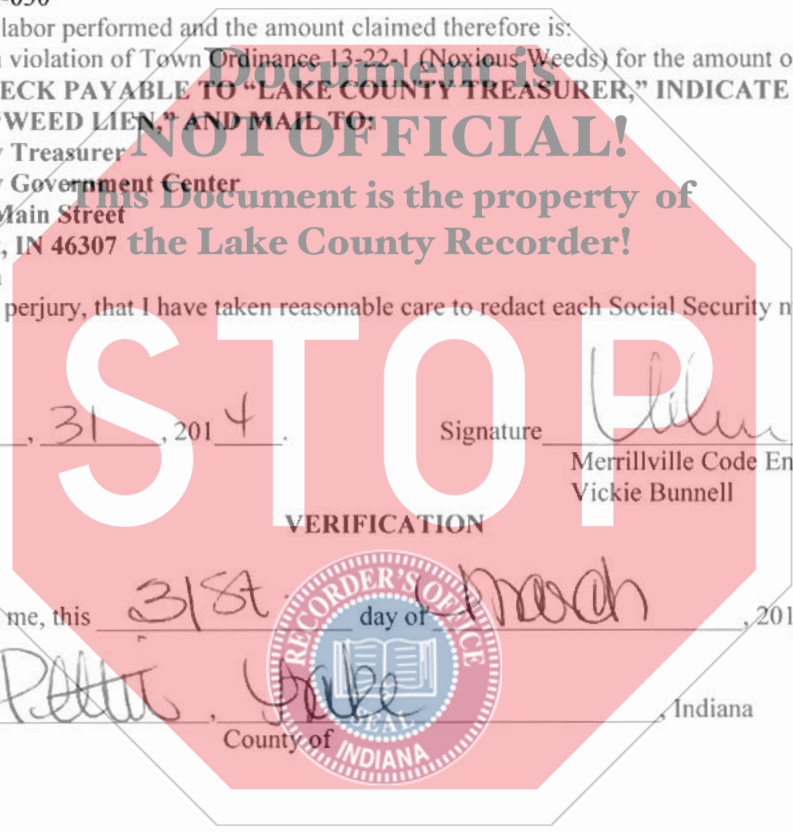 -030
labor performed and the amount claimed therefore is:
violation of Town Ordinance 13-22-1 (Noxious Weeds) for the amount o
Document is
ECK PAYABLE TO “LAKE COUNTY TREASURER,” INDICATE
“WEED LIEN,” AND MAIL TO:
NOT OFFICIAL!
y Treasurer
y Government Center
This Document is the property of
Main Street
, IN 46307
the Lake County Recorder!
perjury, that I have taken reasonable care to redact each Social Security n
STOP
, 31 , 2014 .
Signature
Merrillville Code En
Vickie Bunnell
VERIFICATION
me, this 31st day of March , 201
RECORDER'S OFFICE
SEAL
INDIANA
, Lake , Indiana
County of